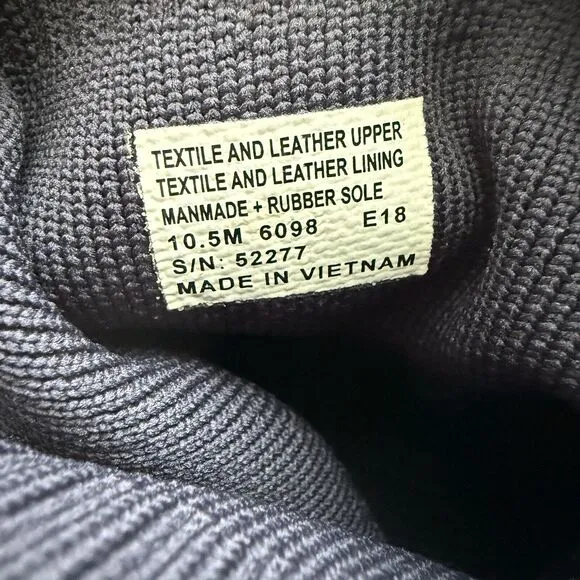 TEXTILE AND LEATHER UPPER
TEXTILE AND LEATHER LINING
MANMADE + RUBBER SOLE
10.5M 6098 E18
S/N: 52277
MADE IN VIETNAM